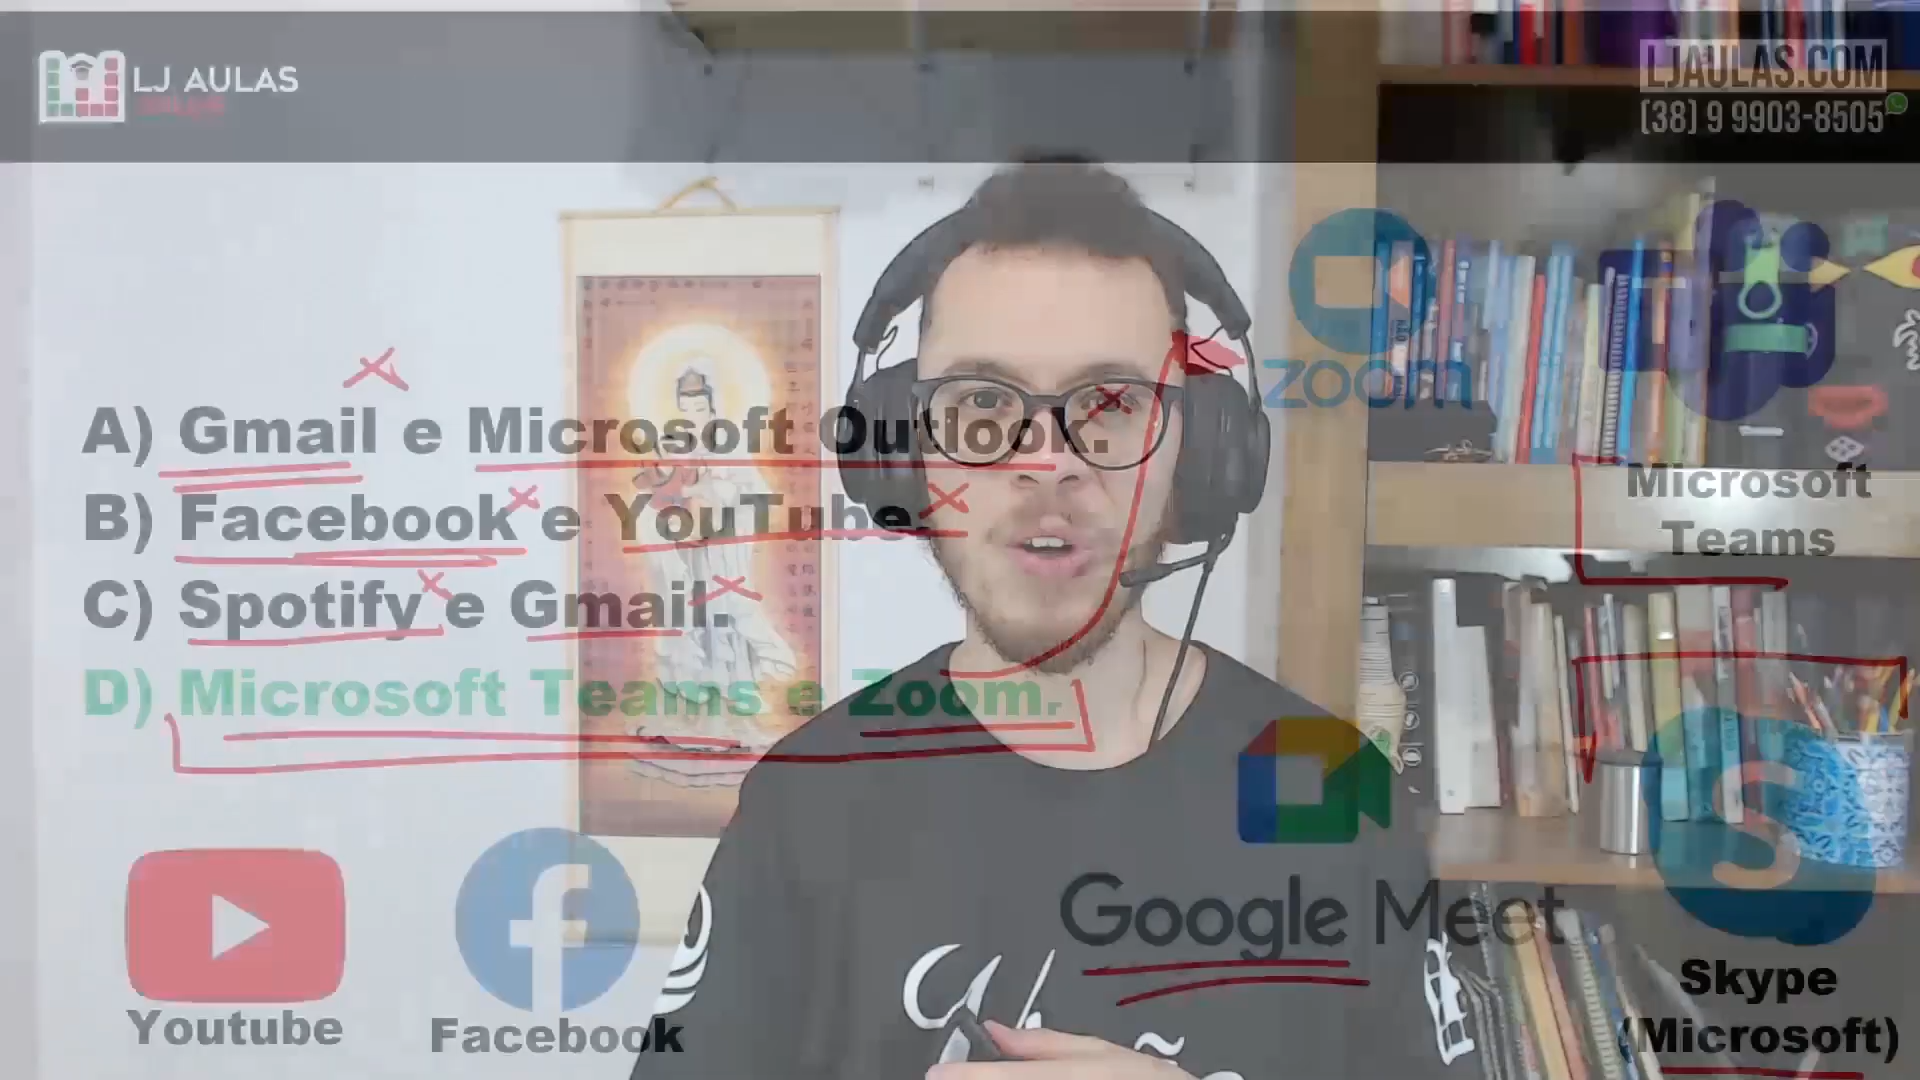 LJ AULAS
LJAULAS.COM
(38) 9 9903-8505
zoom
A) Gmail e Microsoft Outlook.
B) Facebook e YouTube.
C) Spotify e Gmail.
D) Microsoft Teams e Zoom.
Microsoft
Teams
Google Meet
Youtube
Facebook
Skype
(Microsoft)